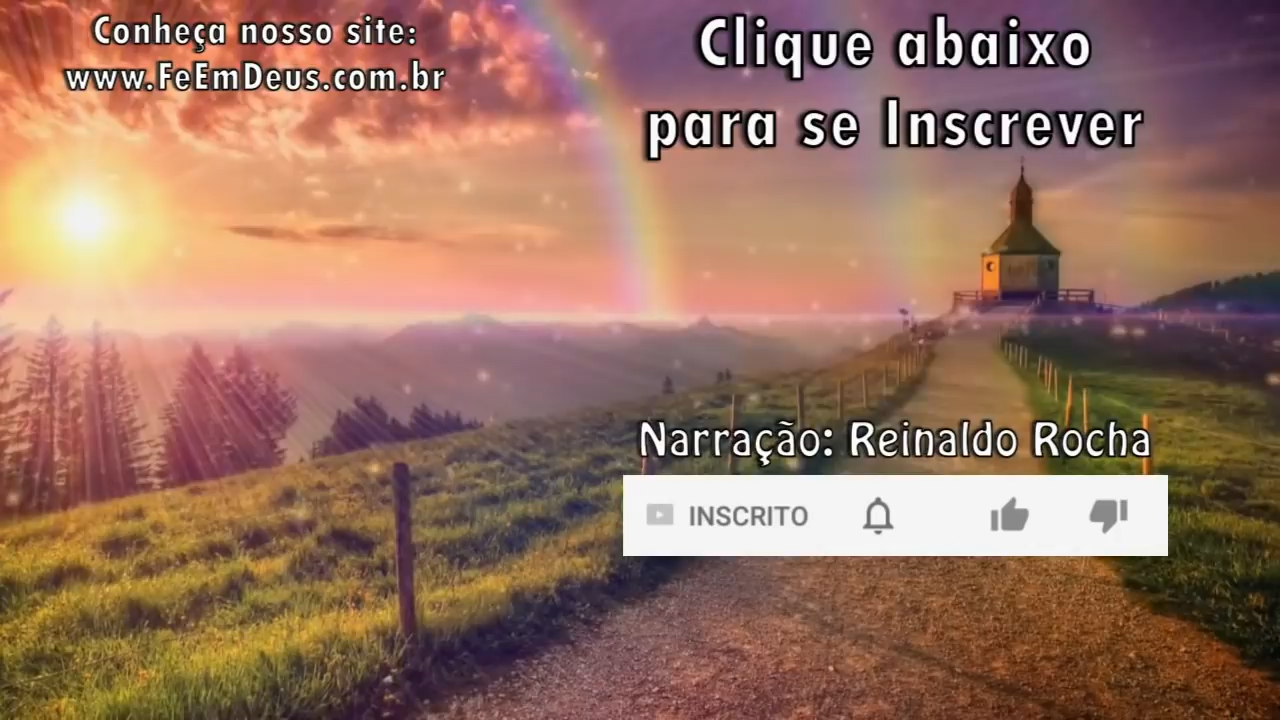 Conheça nosso site:
www.FeEmDeus.com.br
Clique abaixo
para se Inscrever
Narração: Reinaldo Rocha
INSCRITO